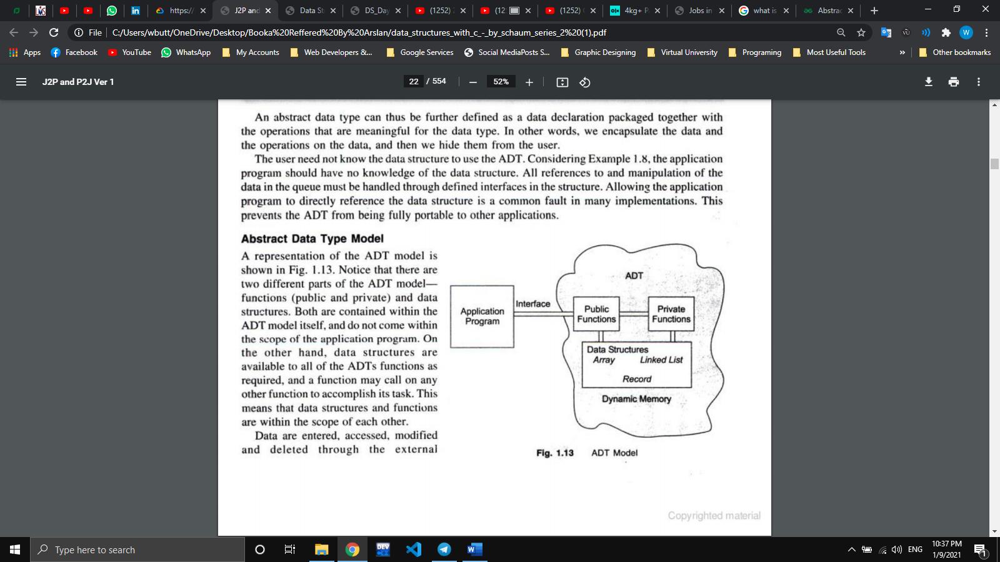 https://
J2P and
Data St
DS_Day
(1252)
(12
(1252)
4kg+ P
Jobs in
what is
Abstrac
File
C:/Users/wbutt/OneDrive/Desktop/Booka%20Reffered%20By%20Arslan/data_structures_with_c_-_by_schaum_series_2%20(1).pdf
Apps
Facebook
YouTube
WhatsApp
My Accounts
Web Developers &...
Google Services
Social MediaPosts S...
Graphic Designing
Virtual University
Programing
Most Useful Tools
»
Other bookmarks
J2P and P2J Ver 1
22 / 554
52%
An abstract data type can thus be further defined as a data declaration packaged together with
the operations that are meaningful for the data type. In other words, we encapsulate the data and
the operations on the data, and then we hide them from the user.
The user need not know the data structure to use the ADT. Considering Example 1.8, the application
program should have no knowledge of the data structure. All references to and manipulation of the
data in the queue must be handled through defined interfaces in the structure. Allowing the application
program to directly reference the data structure is a common fault in many implementations. This
prevents the ADT from being fully portable to other applications.
Abstract Data Type Model
A representation of the ADT model is
shown in Fig. 1.13. Notice that there are
two different parts of the ADT model—
functions (public and private) and data
structures. Both are contained within the
ADT model itself, and do not come within
the scope of the application program. On
the other hand, data structures are
available to all of the ADTs functions as
required, and a function may call on any
other function to accomplish its task. This
means that data structures and functions
are within the scope of each other.
Data are entered, accessed, modified
and deleted through the external
ADT
Application
Program
Interface
Public
Functions
Private
Functions
Data Structures
Array
Linked List
Record
Dynamic Memory
Fig. 1.13 ADT Model
Copyrighted material
Type here to search
DEV
ENG
10:37 PM
1/9/2021
1